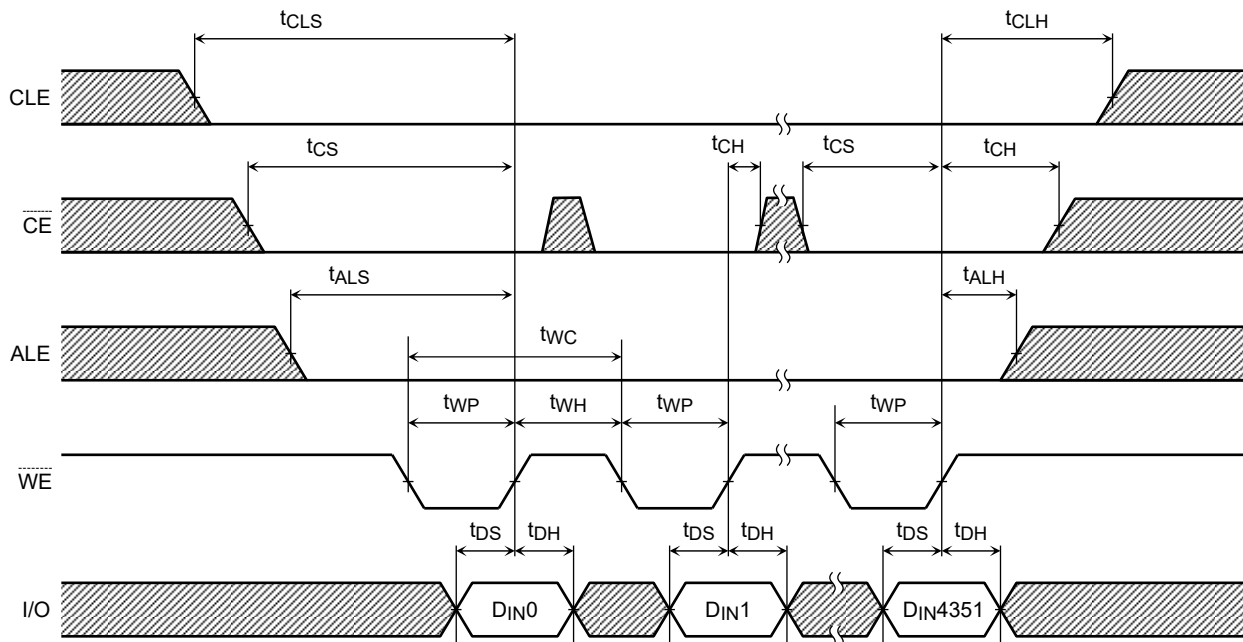 tCLS
tCLH
CLE
tCS
tCH
tCS
tCH
CE
tALS
tALH
ALE
tWC
tWP
tWH
tWP
tWP
WE
tDS
tDH
tDS
tDH
tDS
tDH
I/O
DIN0
DIN1
DIN4351